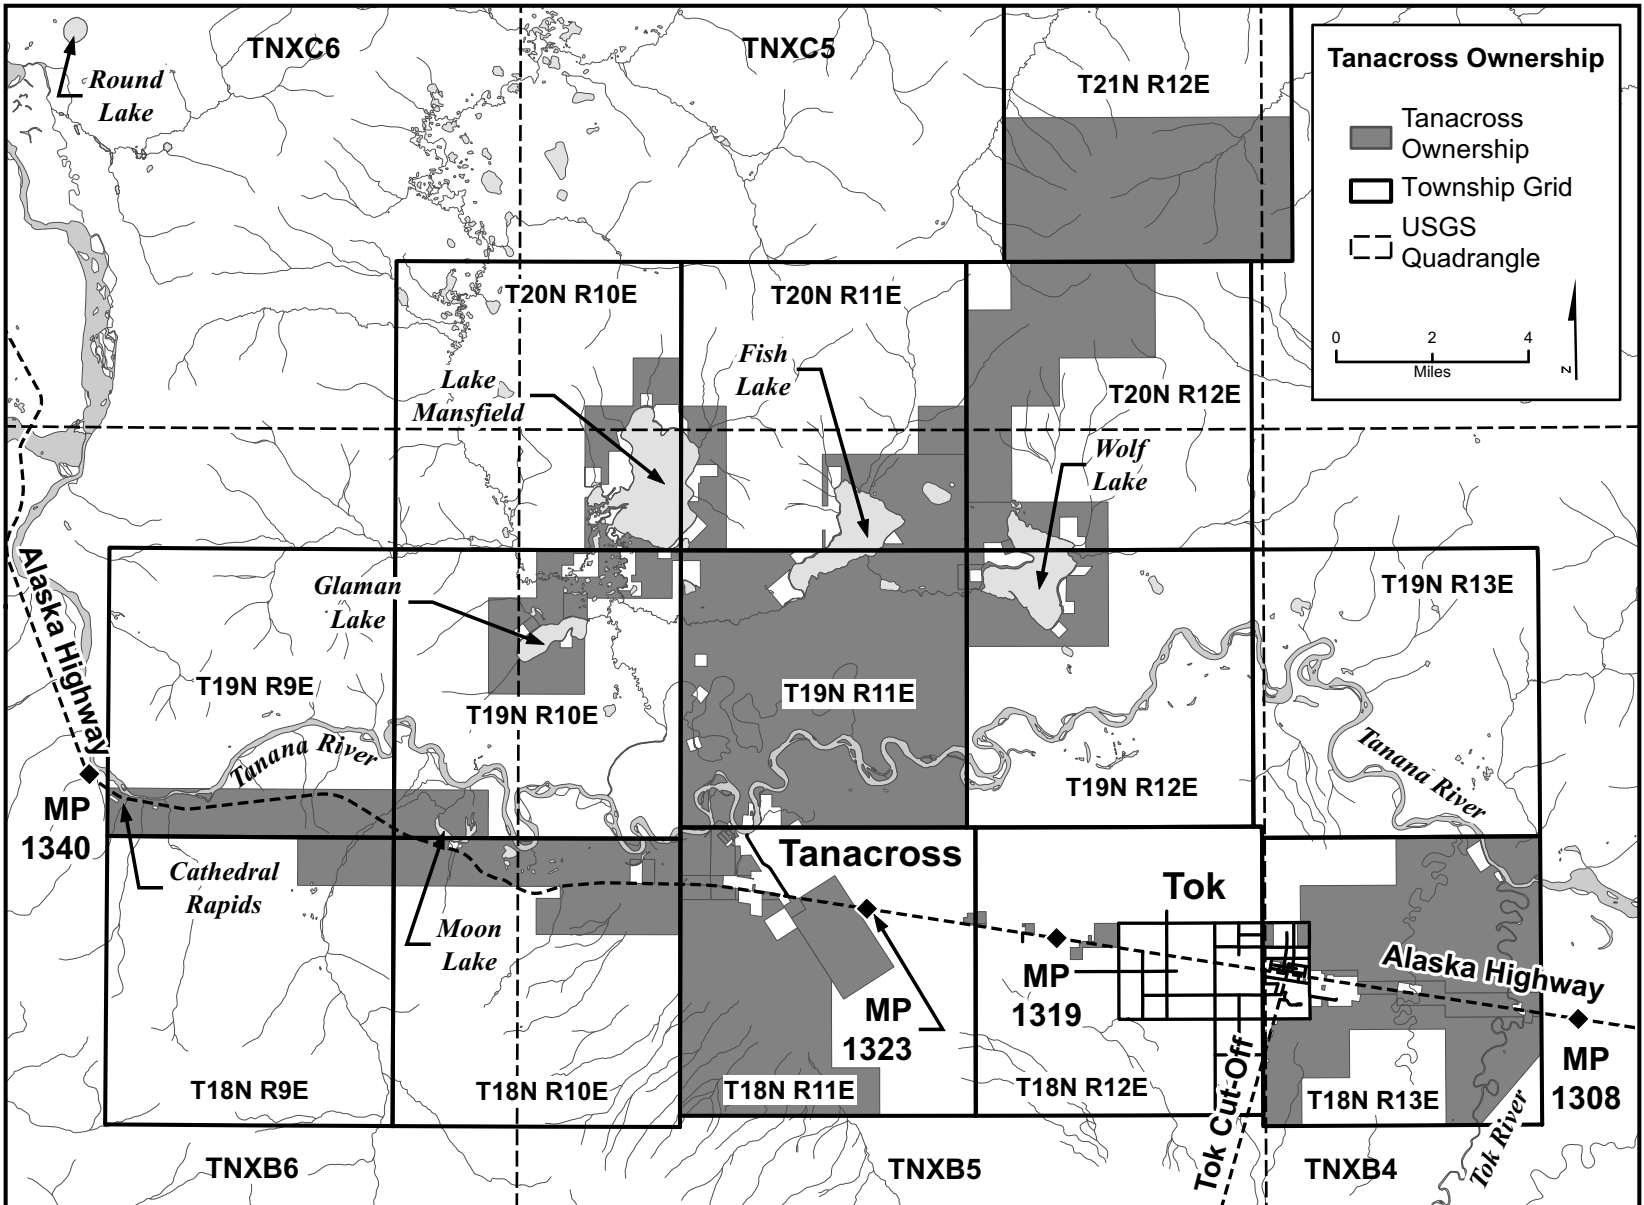 TNXC6
TNXC5
Round
Lake
T21N R12E
Tanacross Ownership
Tanacross
Ownership
Township Grid
USGS
Quadrangle
0 2 4
Miles
N
T20N R10E
T20N R11E
Fish
Lake
Lake
Mansfield
T20N R12E
Wolf
Lake
Alaska Highway
Glaman
Lake
T19N R13E
T19N R9E
T19N R10E
T19N R11E
Tanana River
Tanana River
T19N R12E
MP
1340
Cathedral
Rapids
Moon
Lake
Tanacross
Tok
MP
1323
MP
1319
Alaska Highway
MP
1308
T18N R9E
T18N R10E
T18N R11E
T18N R12E
T18N R13E
Tok Cut-Off
Tok River
TNXB6
TNXB5
TNXB4